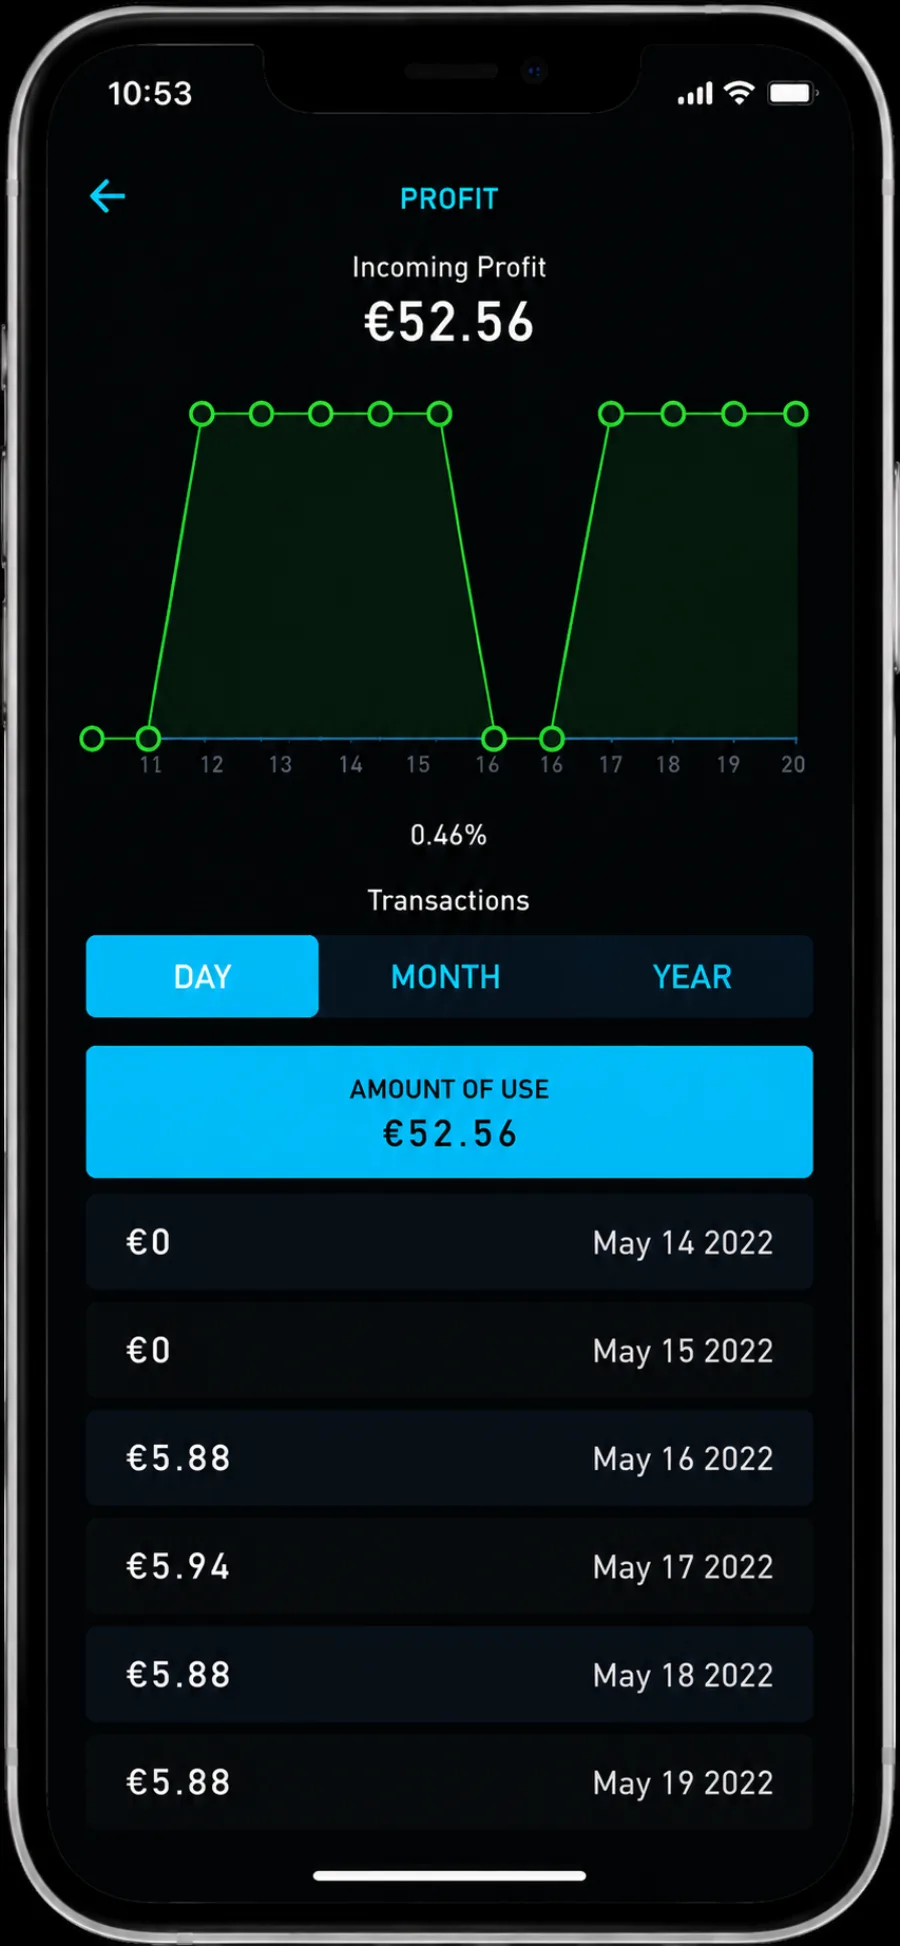 10:53
PROFIT
Incoming Profit
€52.56
11 12 13 14 15 16 16 17 18 19 20
0.46%
Transactions
DAY MONTH YEAR
AMOUNT OF USE
€52.56
€0 May 14 2022
€0 May 15 2022
€5.88 May 16 2022
€5.94 May 17 2022
€5.88 May 18 2022
€5.88 May 19 2022